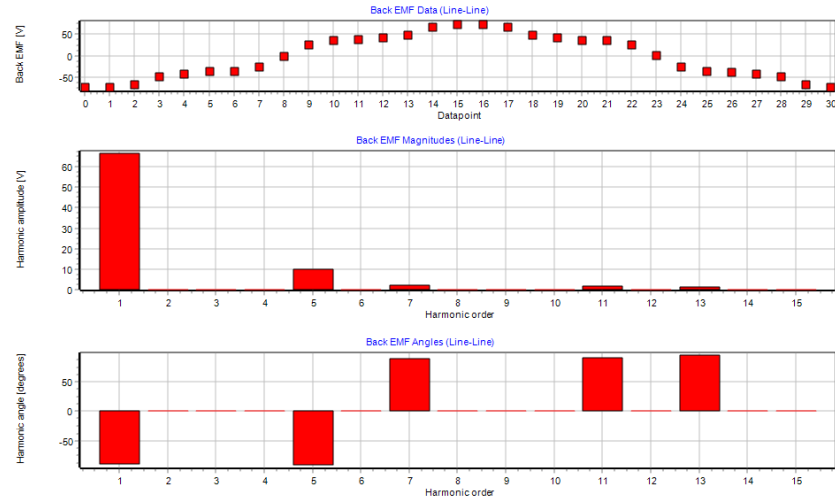 Back EMF Data (Line-Line)
Back EMF [V]
50
0
-50
0 1 2 3 4 5 6 7 8 9 10 11 12 13 14 15 16 17 18 19 20 21 22 23 24 25 26 27 28 29 30
Datapoint
Back EMF Magnitudes (Line-Line)
Harmonic amplitude [V]
60
50
40
30
20
10
0
1 2 3 4 5 6 7 8 9 10 11 12 13 14 15
Harmonic order
Back EMF Angles (Line-Line)
Harmonic angle [degrees]
50
0
-50
1 2 3 4 5 6 7 8 9 10 11 12 13 14 15
Harmonic order